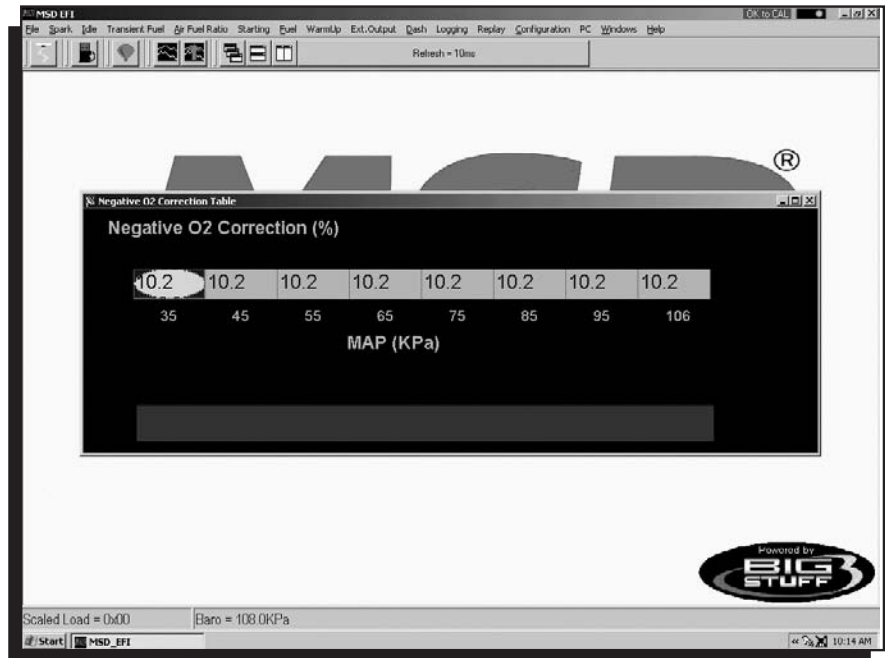 MSD EFI
OK to CAL
File Spark Idle Transient Fuel Air Fuel Ratio Starting Fuel WarmUp Ext.Output Dash Logging Replay Configuration PC Windows Help
Refresh = 10ms
MSD ®
Negative O2 Correction Table
Negative O2 Correction (%)
10.2 10.2 10.2 10.2 10.2 10.2 10.2 10.2
35 45 55 65 75 85 95 106
MAP (KPa)
Powered by
BIG
STUFF 3
Scaled Load = 0x00 Baro = 108.0KPa
Start MSD_EFI 10:14 AM